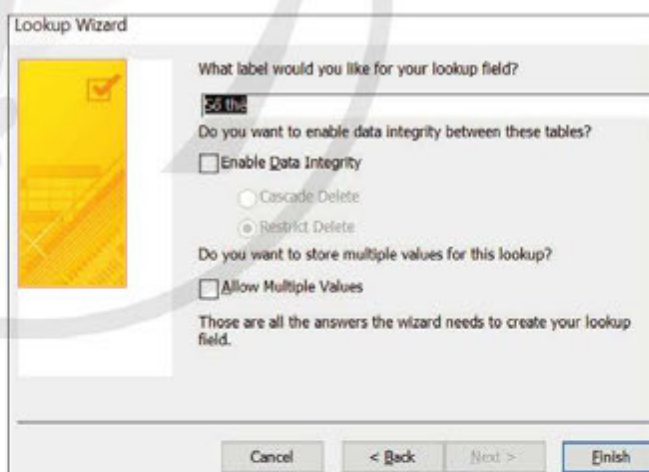 Lookup Wizard
What label would you like for your lookup field?
Số thẻ
Do you want to enable data integrity between these tables?
Enable Data Integrity
Cascade Delete
Restrict Delete
Do you want to store multiple values for this lookup?
Allow Multiple Values
Those are all the answers the wizard needs to create your lookup
field.
Cancel < Back Next > Finish